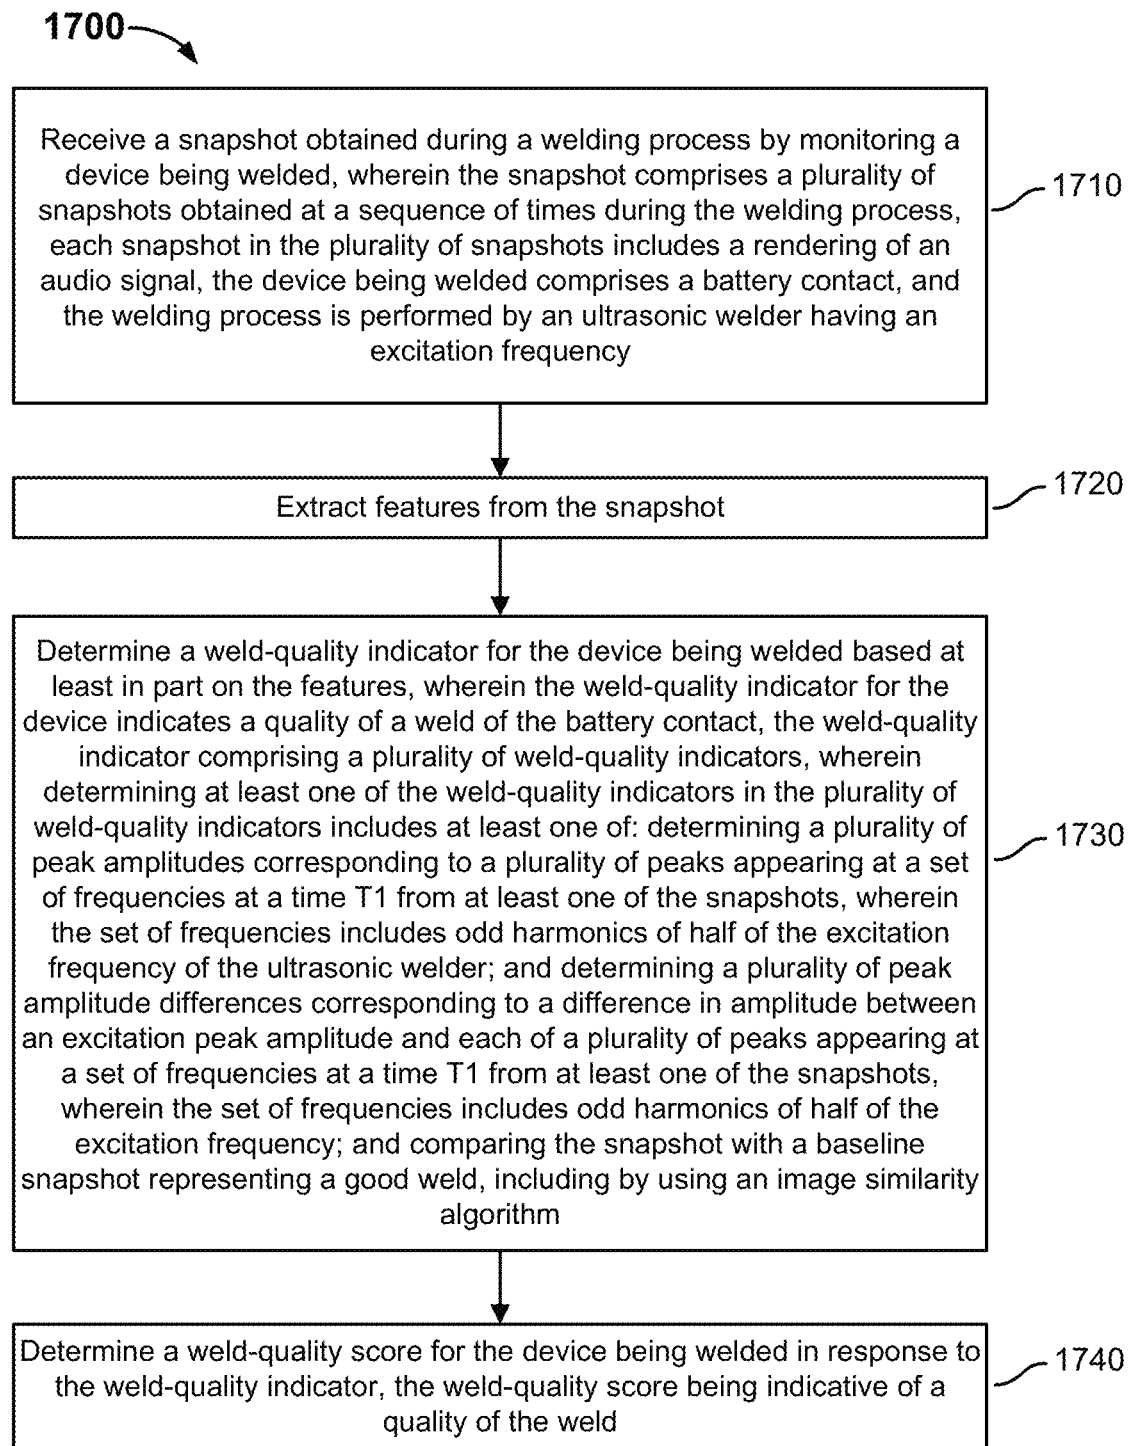 1700
Receive a snapshot obtained during a welding process by monitoring a
device being welded, wherein the snapshot comprises a plurality of
snapshots obtained at a sequence of times during the welding process,
each snapshot in the plurality of snapshots includes a rendering of an
audio signal, the device being welded comprises a battery contact, and
the welding process is performed by an ultrasonic welder having an
excitation frequency
1710
Extract features from the snapshot
1720
Determine a weld-quality indicator for the device being welded based at
least in part on the features, wherein the weld-quality indicator for the
device indicates a quality of a weld of the battery contact, the weld-quality
indicator comprising a plurality of weld-quality indicators, wherein
determining at least one of the weld-quality indicators in the plurality of
weld-quality indicators includes at least one of: determining a plurality of
peak amplitudes corresponding to a plurality of peaks appearing at a set
of frequencies at a time T1 from at least one of the snapshots, wherein
the set of frequencies includes odd harmonics of half of the excitation
frequency of the ultrasonic welder; and determining a plurality of peak
amplitude differences corresponding to a difference in amplitude between
an excitation peak amplitude and each of a plurality of peaks appearing at
a set of frequencies at a time T1 from at least one of the snapshots,
wherein the set of frequencies includes odd harmonics of half of the
excitation frequency; and comparing the snapshot with a baseline
snapshot representing a good weld, including by using an image similarity
algorithm
1730
Determine a weld-quality score for the device being welded in response to
the weld-quality indicator, the weld-quality score being indicative of a
quality of the weld
1740